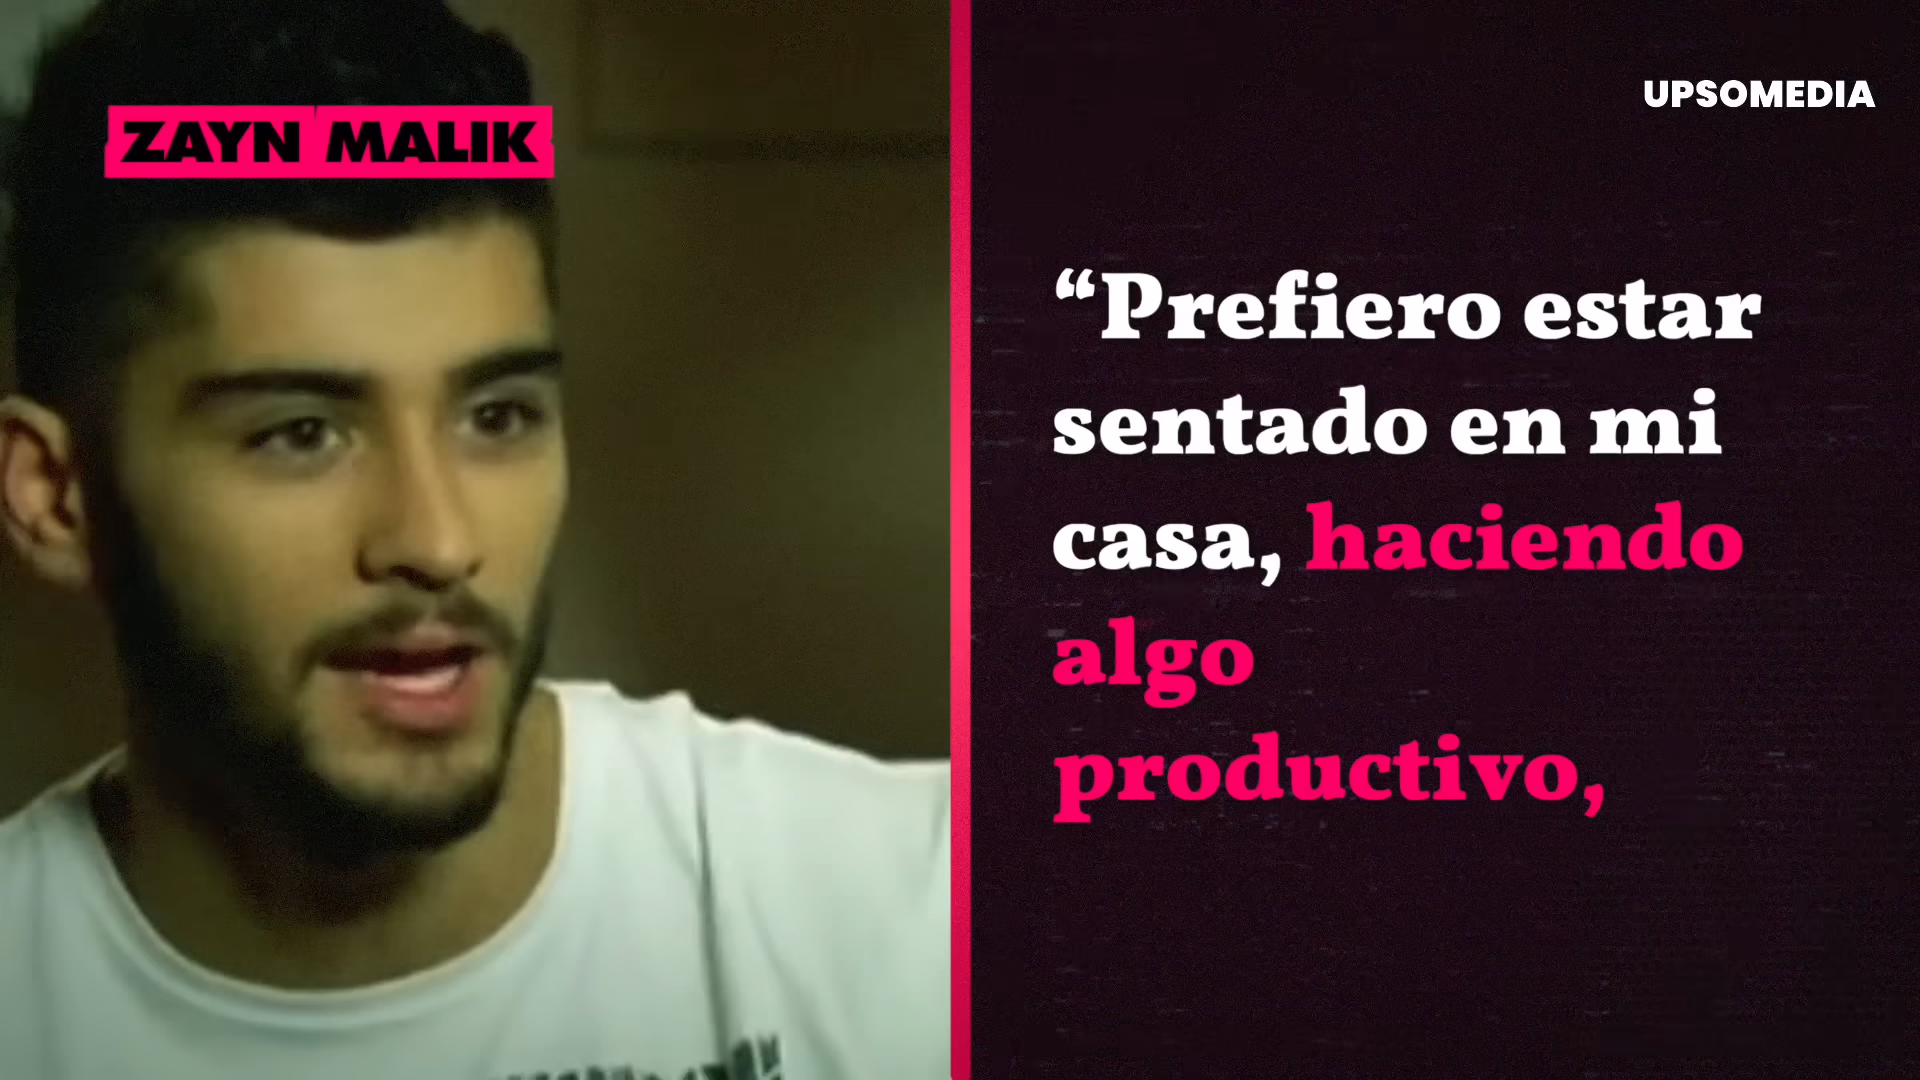 ZAYN MALIK
UPSOMEDIA
“Prefiero estar
sentado en mi
casa, haciendo
algo
productivo,